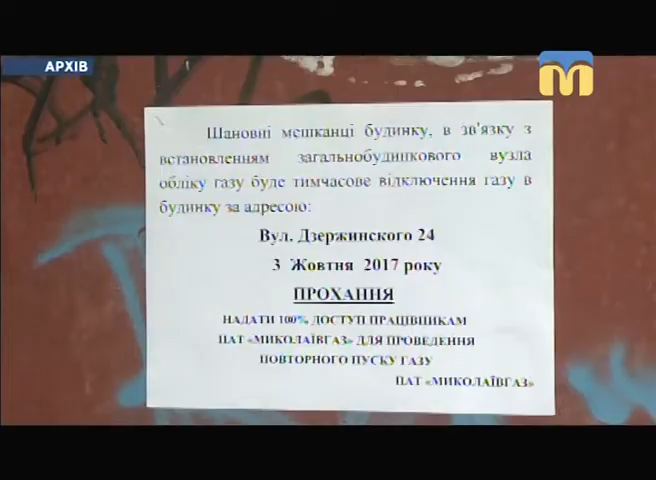 АРХІВ
М
Шановні мешканці будинку, в зв'язку з
встановленням загальнобудинкового вузла
обліку газу буде тимчасове відключення газу в
будинку за адресою:
Вул. Дзержинского 24
3 Жовтня 2017 року
ПРОХАННЯ
НАДАТИ 100% ДОСТУП ПРАЦІВНИКАМ
ПАТ «МИКОЛАЇВГАЗ» ДЛЯ ПРОВЕДЕННЯ
ПОВТОРНОГО ПУСКУ ГАЗУ
ПАТ «МИКОЛАЇВГАЗ»